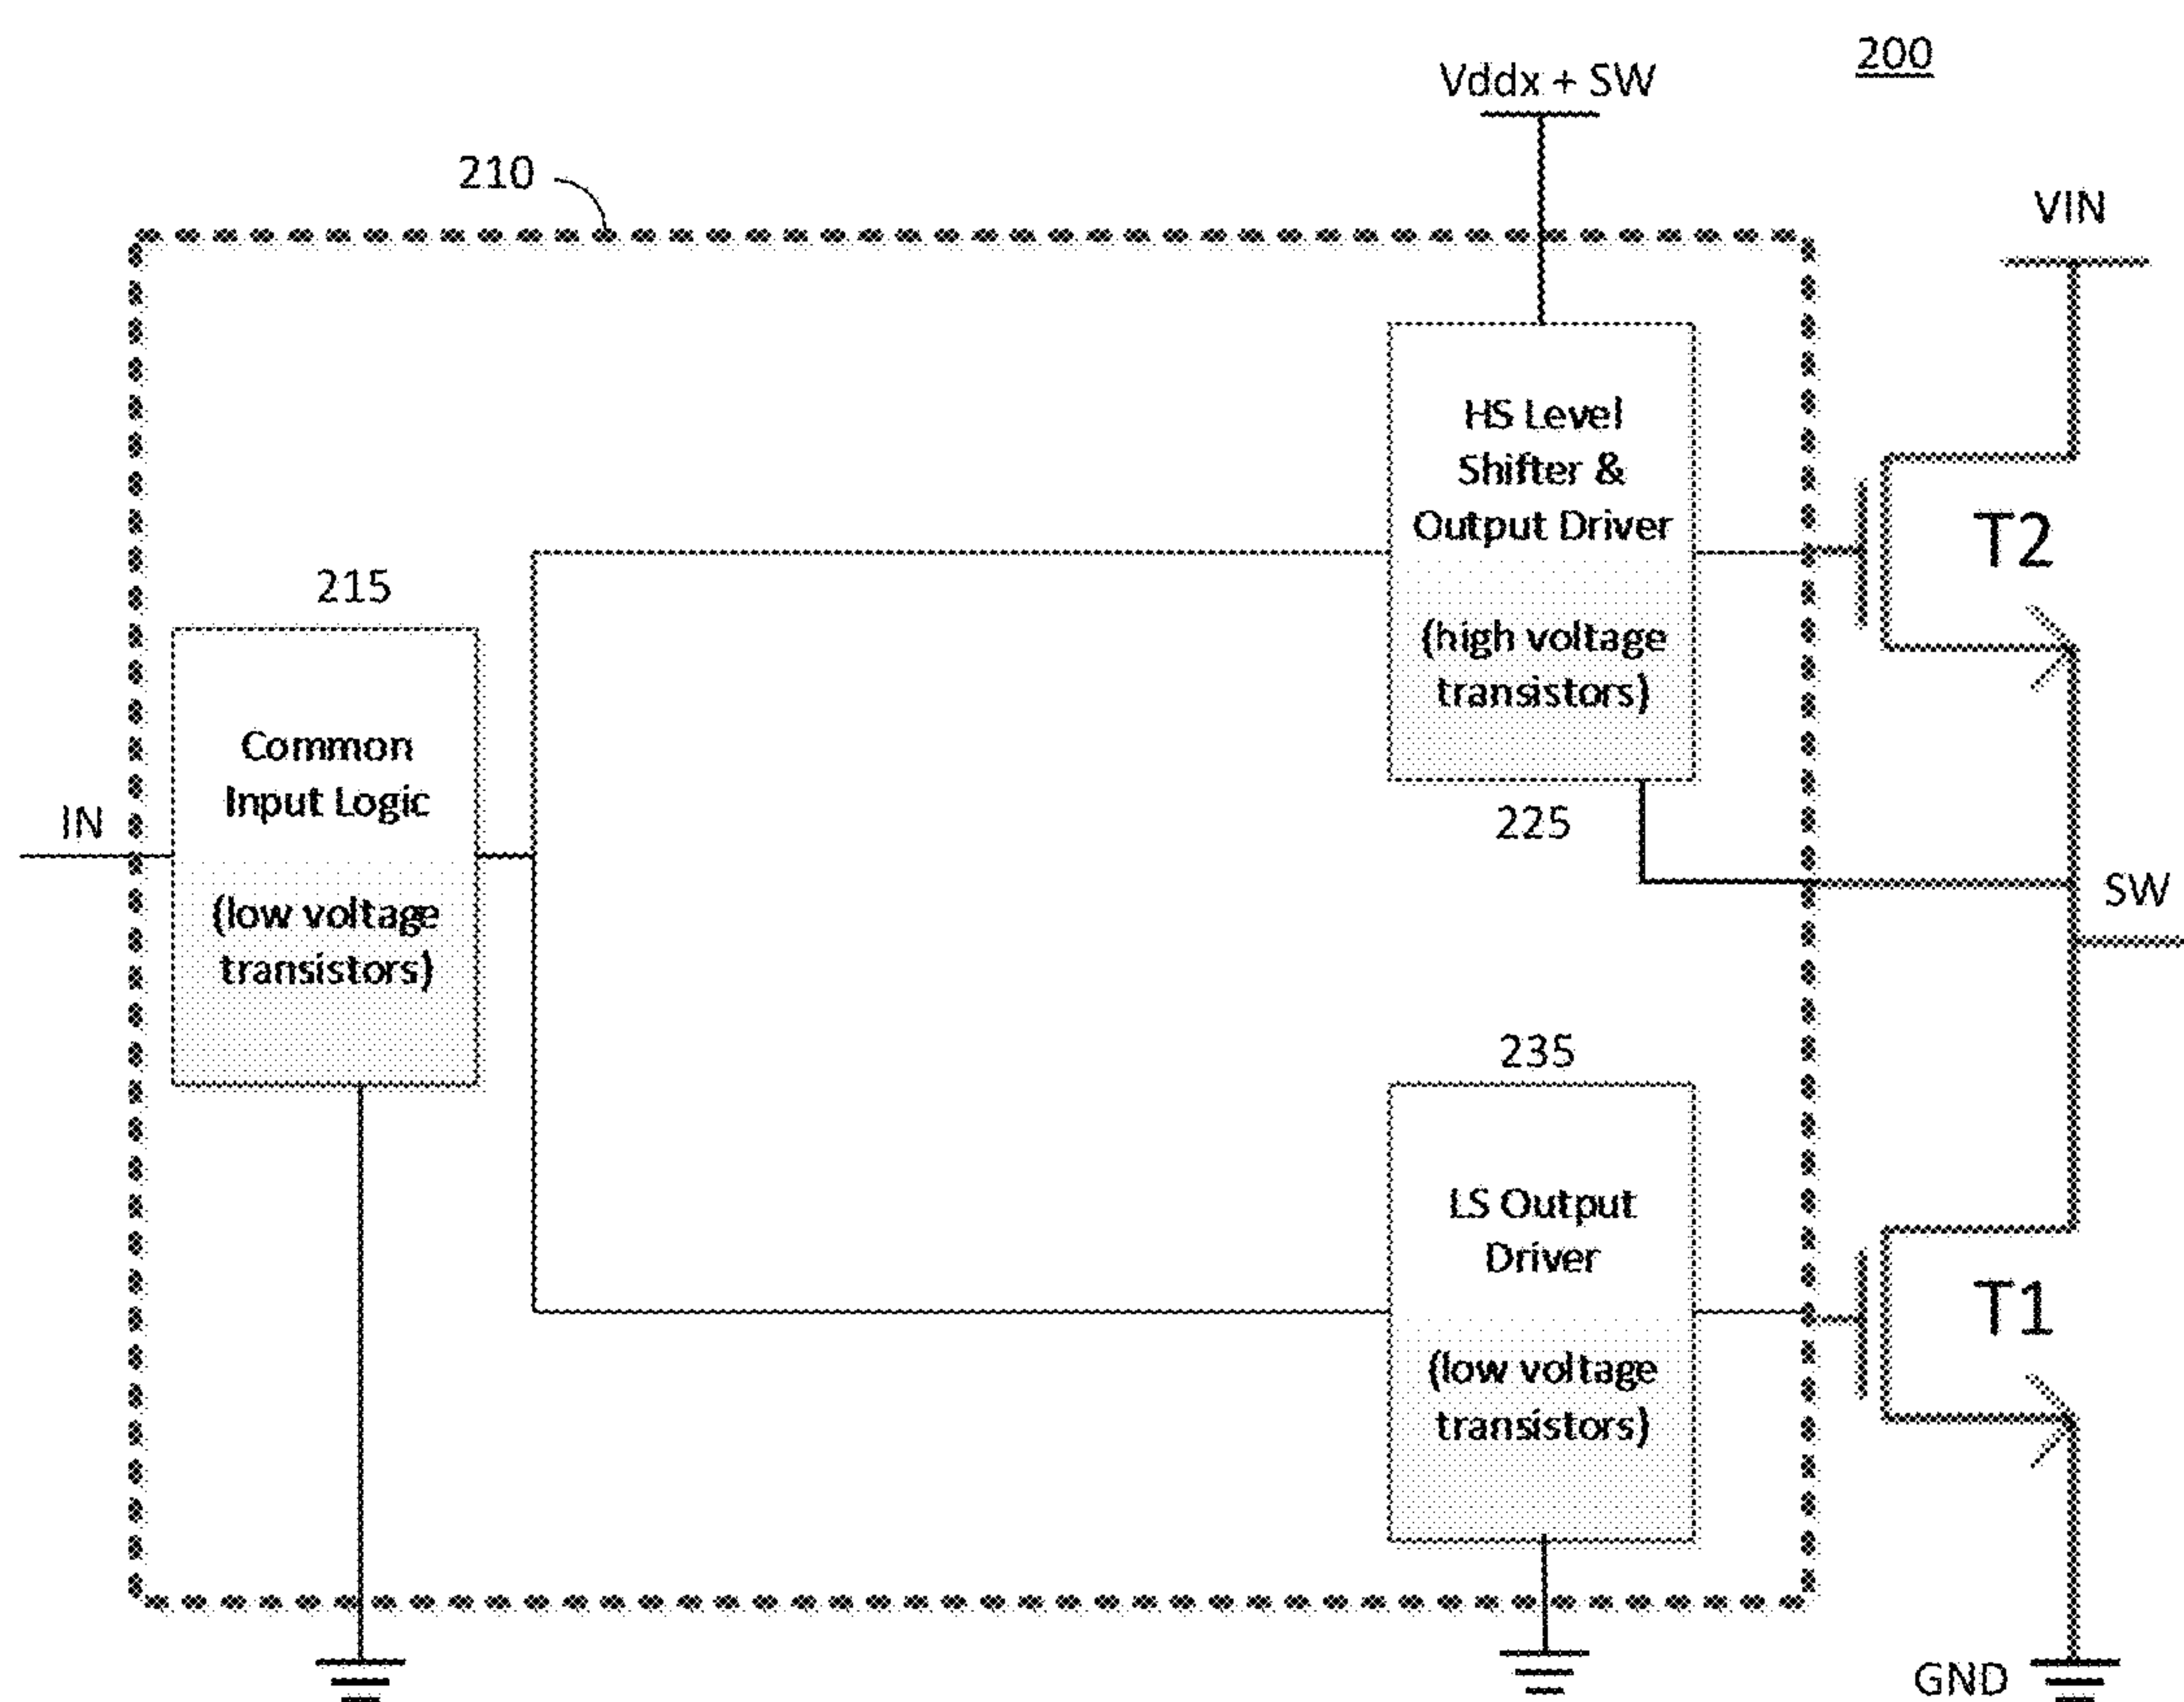 200
Vddx + SW
210
VIN
HS Level
Shifter &
Output Driver
(high voltage
transistors)
T2
215
Common
Input Logic
(low voltage
transistors)
IN
225
SW
235
LS Output
Driver
(low voltage
transistors)
T1
GND